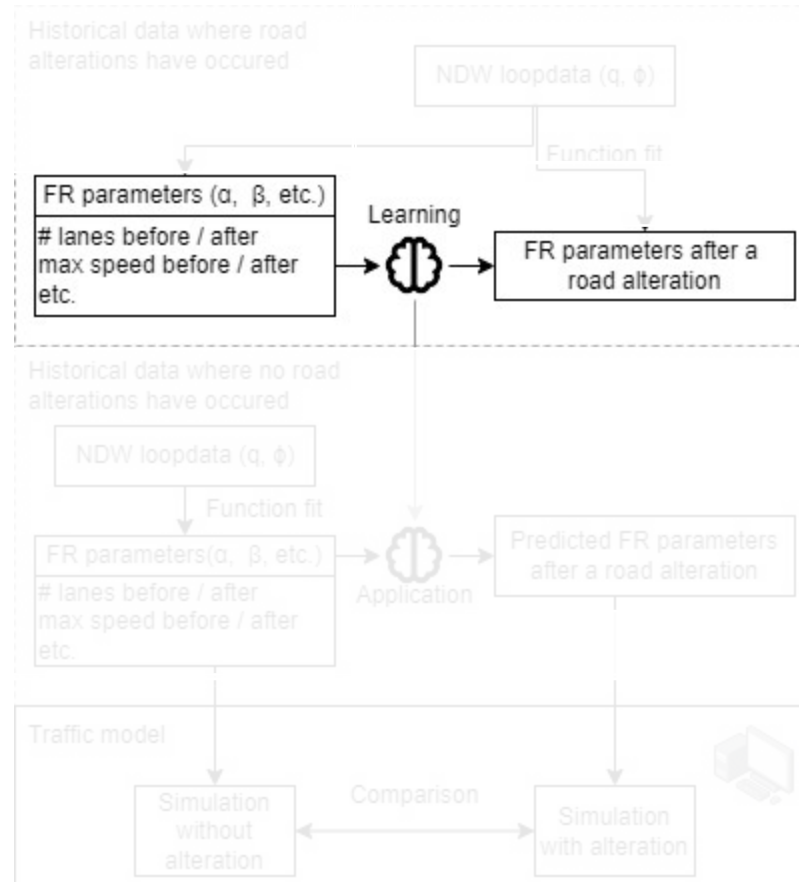 Historical data where road
alterations have occured
NDW loopdata (q, ϕ)
Function fit
FR parameters (α, β, etc.)
# lanes before / after
max speed before / after
etc.
Learning
FR parameters after a
road alteration
Historical data where no road
alterations have occured
NDW loopdata (q, ϕ)
Function fit
FR parameters(α, β, etc.)
# lanes before / after
max speed before / after
etc.
Application
Predicted FR parameters
after a road alteration
Traffic model
Simulation
without
alteration
Comparison
Simulation
with alteration